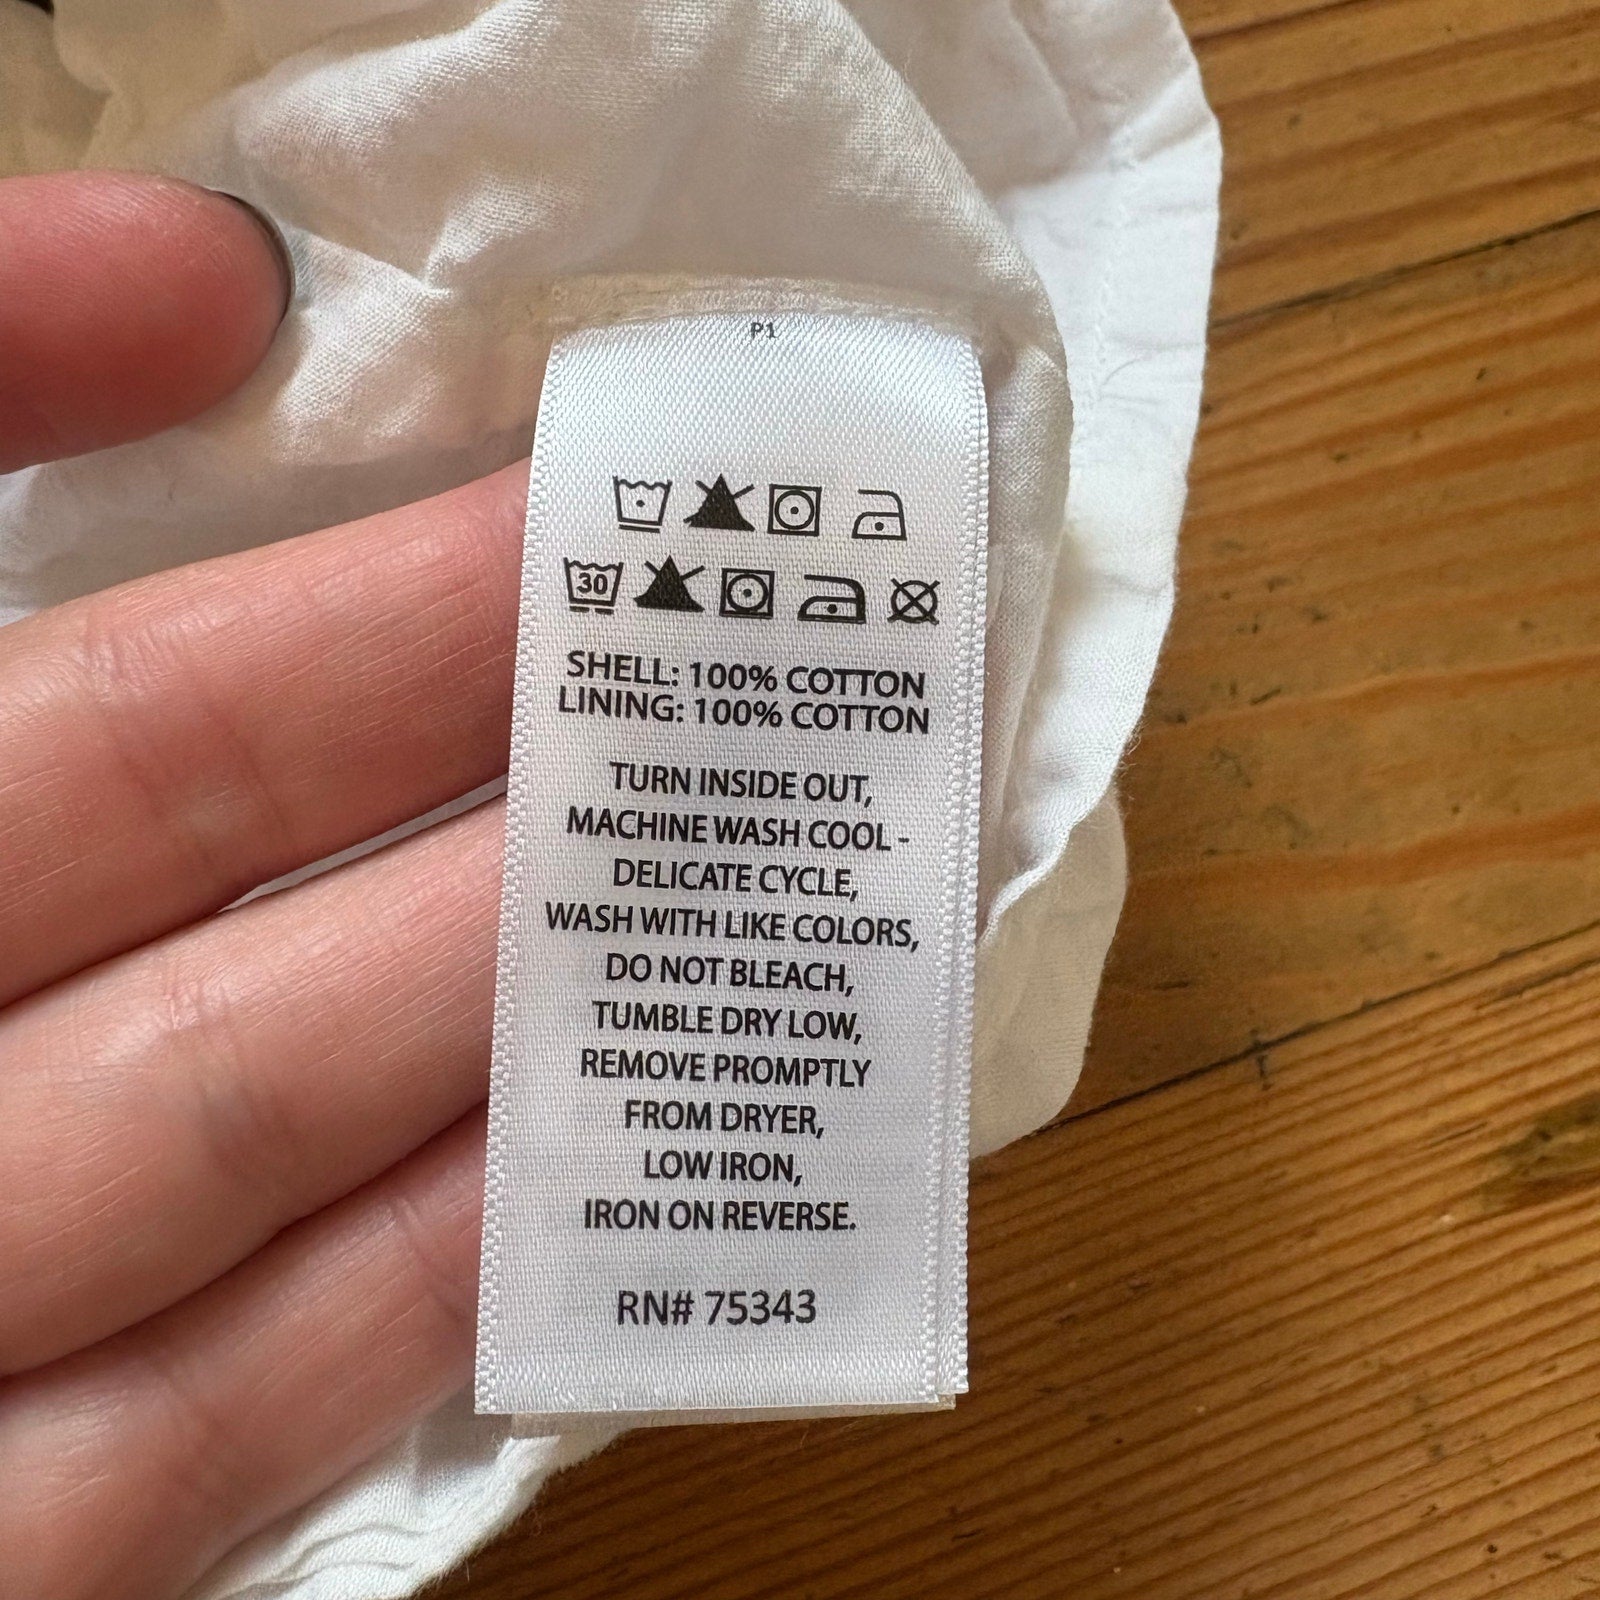 P1
30
SHELL: 100% COTTON
LINING: 100% COTTON
TURN INSIDE OUT,
MACHINE WASH COOL -
DELICATE CYCLE,
WASH WITH LIKE COLORS,
DO NOT BLEACH,
TUMBLE DRY LOW,
REMOVE PROMPTLY
FROM DRYER,
LOW IRON,
IRON ON REVERSE.
RN# 75343